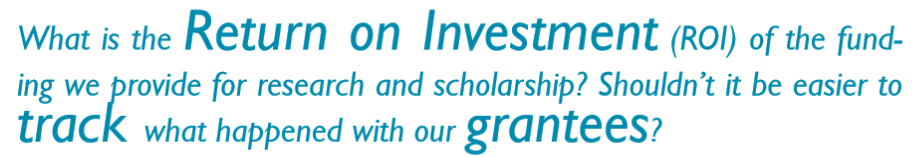 What is the Return on Investment (ROI) of the fund-
ing we provide for research and scholarship? Shouldn’t it be easier to
track what happened with our grantees?